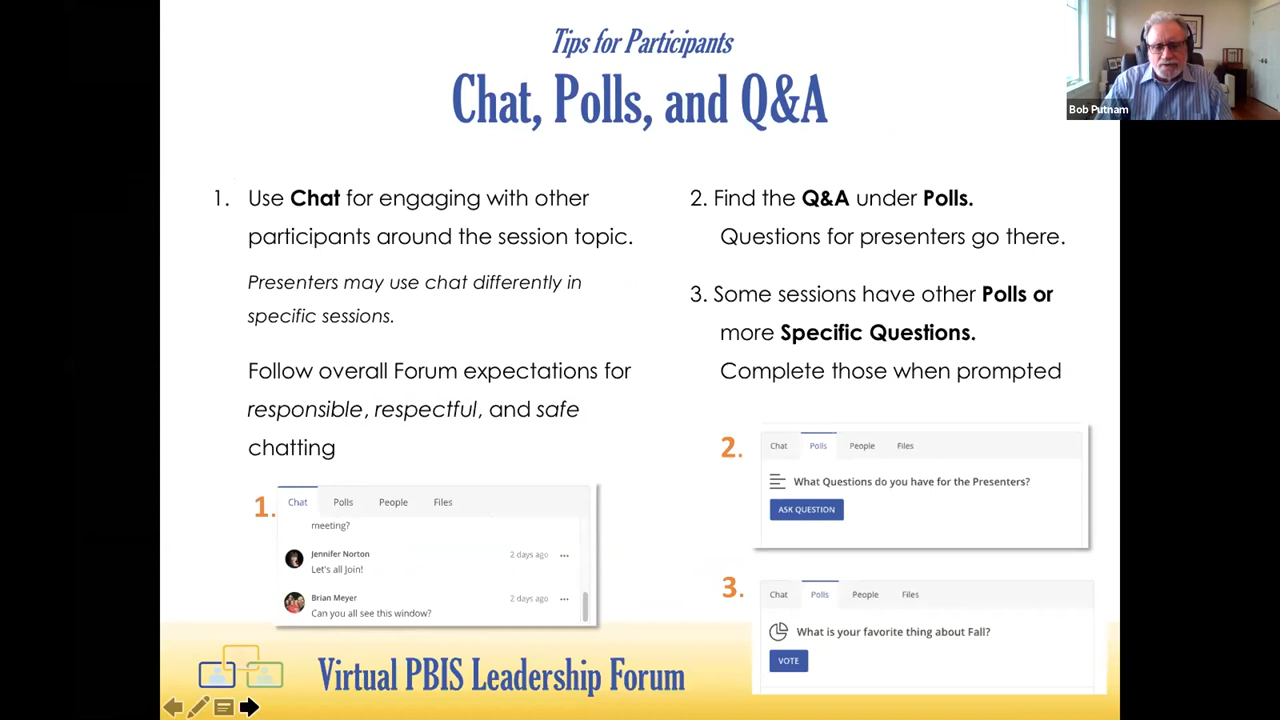 Tips for Participants
Chat, Polls, and Q&A
Bob Putnam
1. Use Chat for engaging with other
participants around the session topic.
Presenters may use chat differently in
specific sessions.
Follow overall Forum expectations for
responsible, respectful, and safe
chatting
1.
Chat Polls People Files
meeting?
Jennifer Norton 2 days ago ...
Let's all Join!
Brian Meyer 2 days ago ...
Can you all see this window?
2. Find the Q&A under Polls.
Questions for presenters go there.
3. Some sessions have other Polls or
more Specific Questions.
Complete those when prompted
2.
Chat Polls People Files
What Questions do you have for the Presenters?
ASK QUESTION
3.
Chat Polls People Files
What is your favorite thing about Fall?
VOTE
Virtual PBIS Leadership Forum